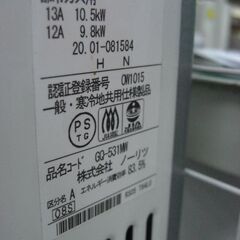 13A 10.5kW
12A 9.8kW
20.01-081584
H N
認証登録番号 OW1015
一般・寒冷地共用仕様製品
PS
TG
品名コード GQ-531MW
株式会社 ノーリツ
区分名 A エネルギー消費効率 83.5%